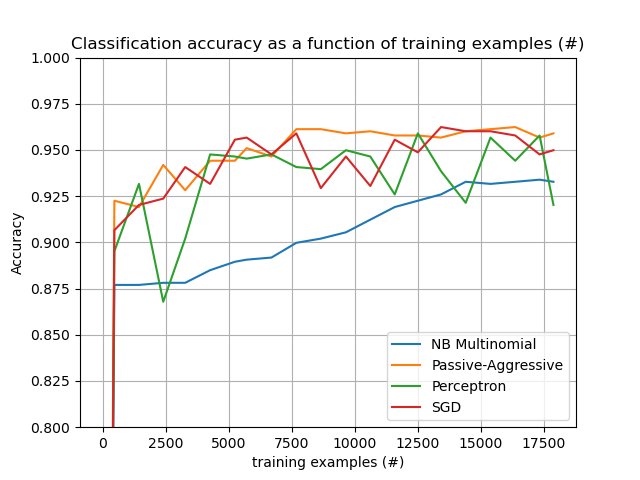 Classification accuracy as a function of training examples (#)
1.000
0.975
0.950
0.925
0.900
0.875
0.850
0.825
0.800
Accuracy
NB Multinomial
Passive-Aggressive
Perceptron
SGD
0 2500 5000 7500 10000 12500 15000 17500
training examples (#)